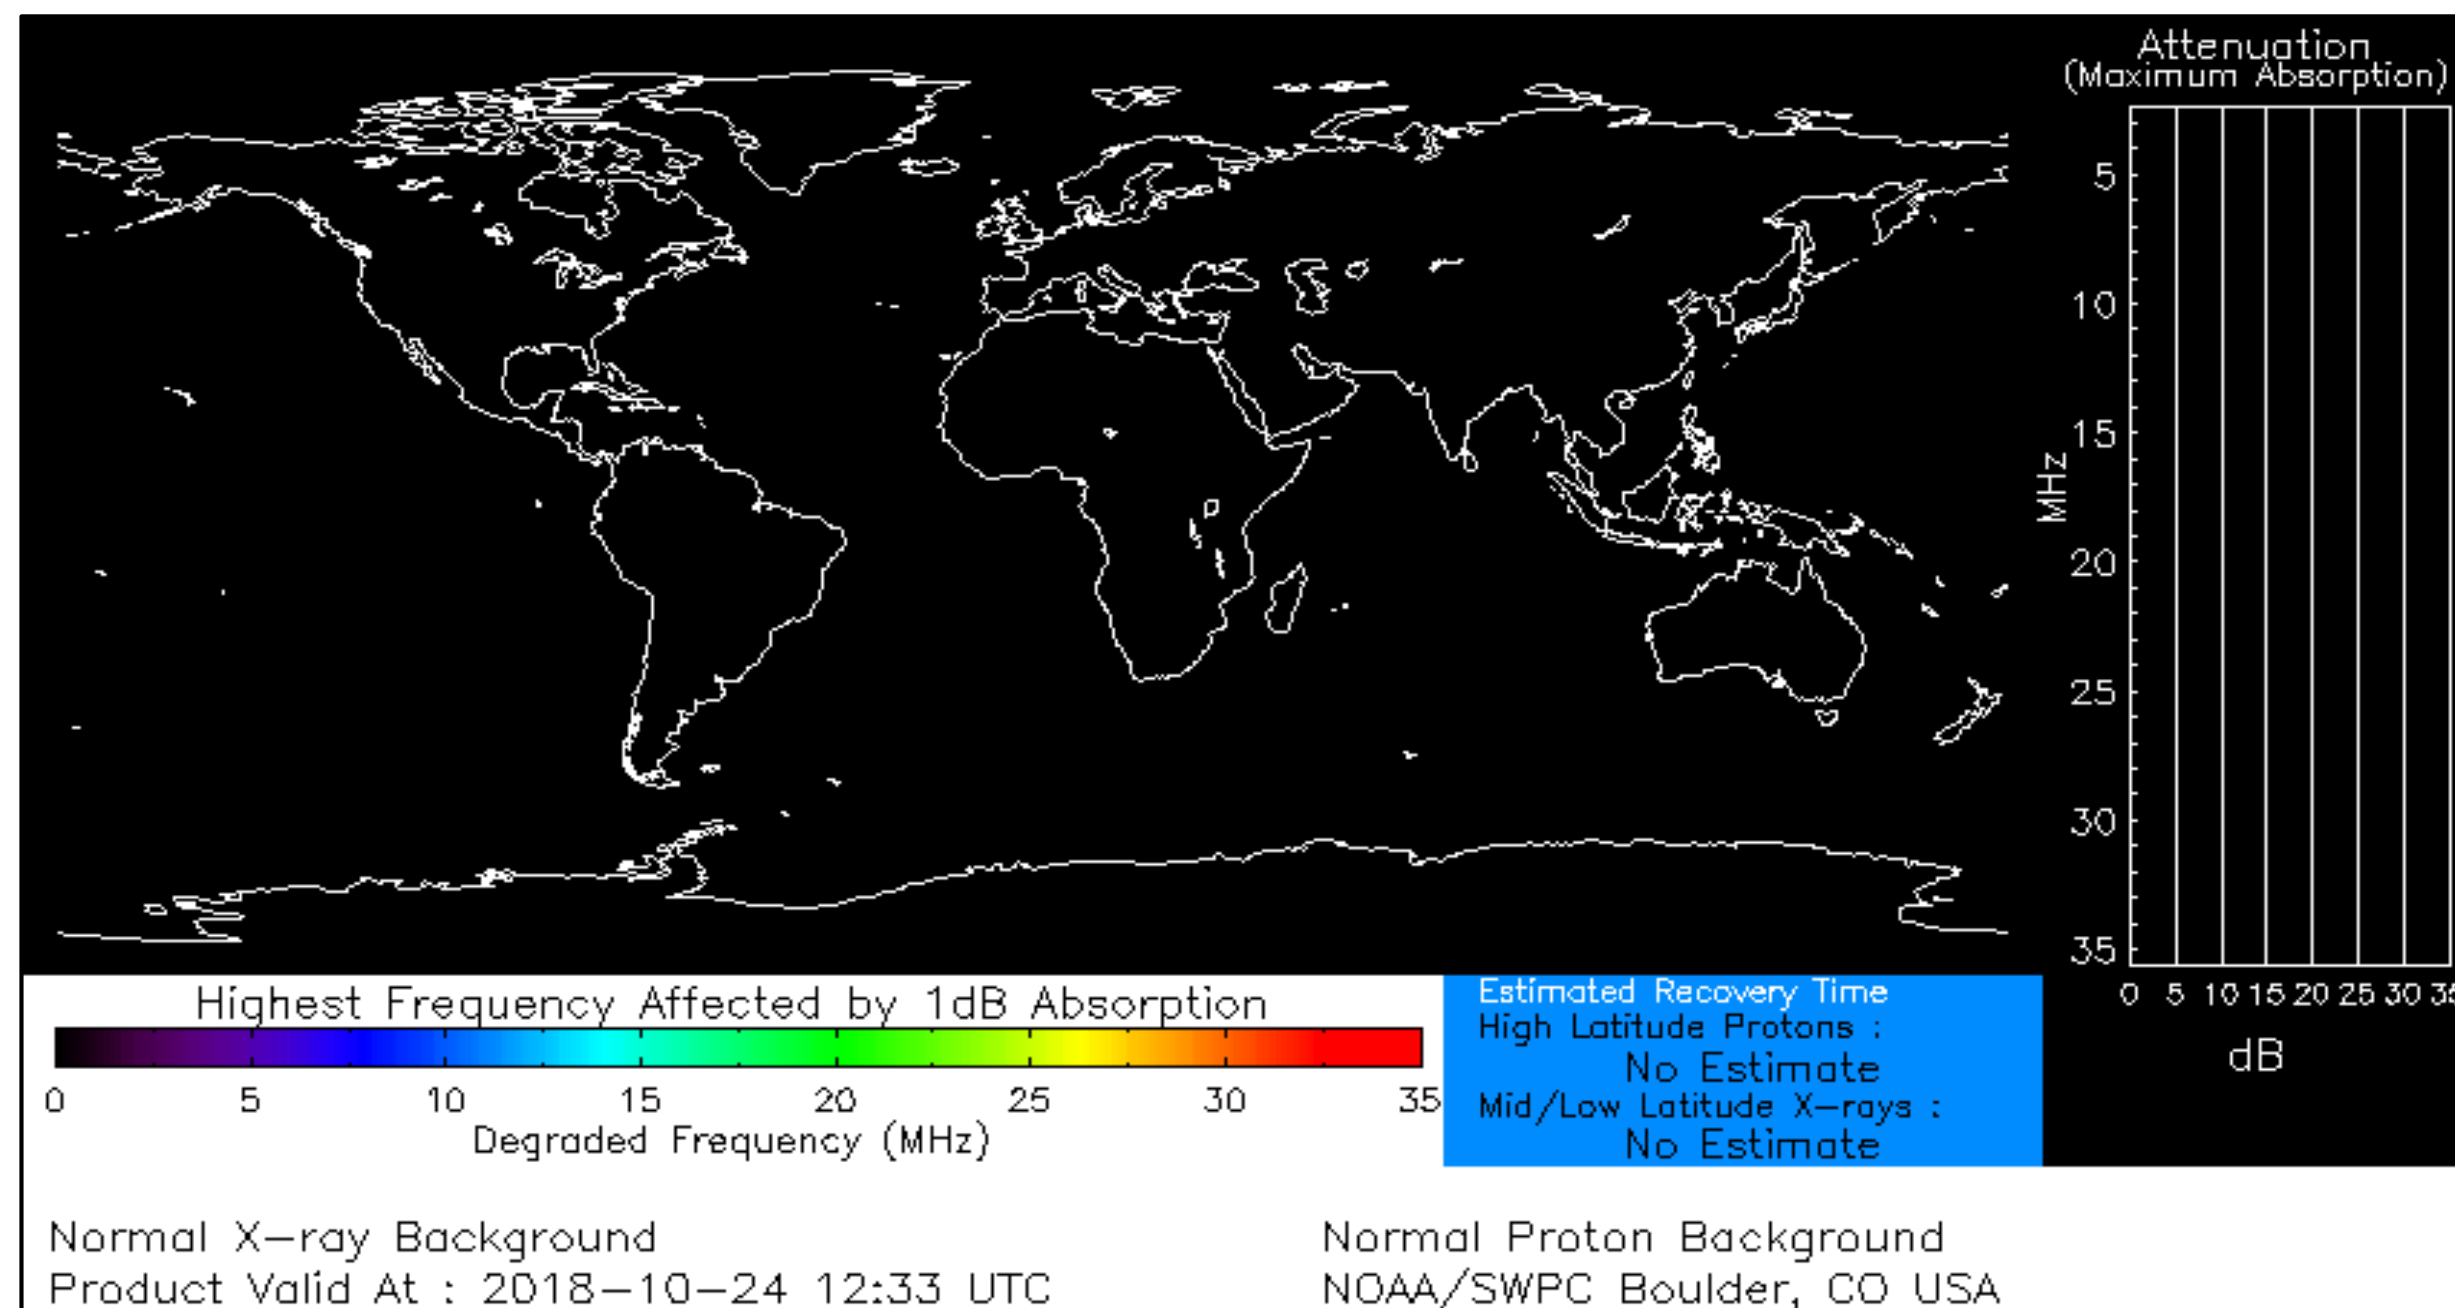 Attenuation
(Maximum Absorption)
5
10
15
20
25
30
35
MHz
0 5 10 15 20 25 30 35
dB
Highest Frequency Affected by 1dB Absorption
0 5 10 15 20 25 30 35
Degraded Frequency (MHz)
Estimated Recovery Time
High Latitude Protons :
No Estimate
Mid/Low Latitude X-rays :
No Estimate
Normal X-ray Background
Normal Proton Background
Product Valid At : 2018-10-24 12:33 UTC
NOAA/SWPC Boulder, CO USA